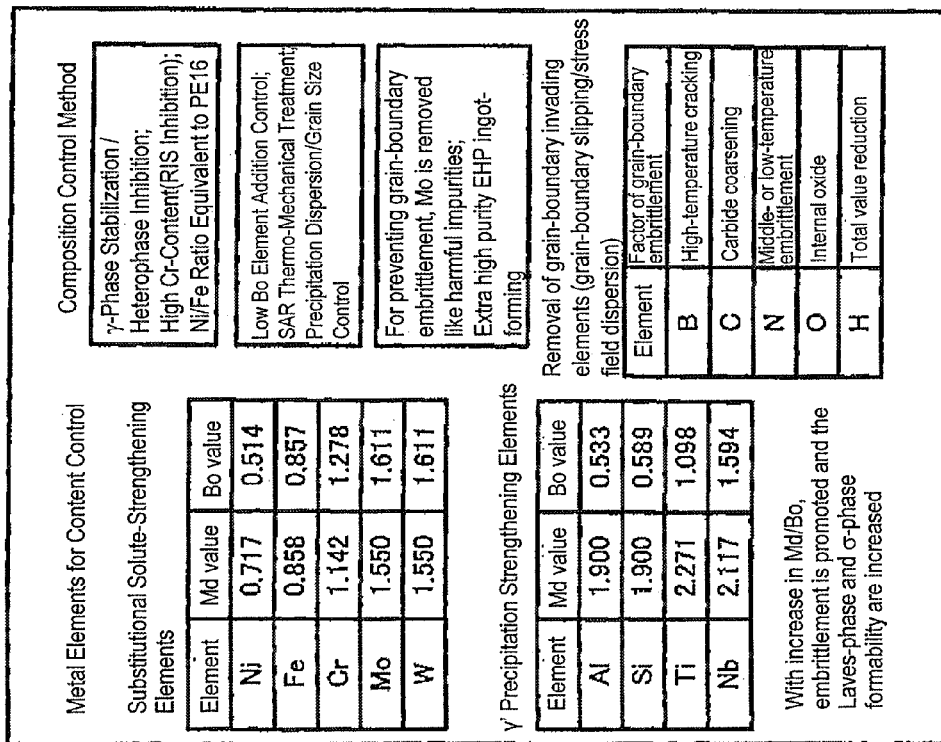 Metal Elements for Content Control
Substitutional Solute-Strengthening
Elements
Element Md value Bo value
Ni 0.717 0.514
Fe 0.858 0.857
Cr 1.142 1.278
Mo 1.550 1.611
W 1.550 1.611
γ' Precipitation Strengthening Elements
Element Md value Bo value
Al 1.900 0.533
Si 1.900 0.589
Ti 2.271 1.098
Nb 2.117 1.594
With increase in Md/Bo,
embrittlement is promoted and the
Laves-phase and σ-phase
formability are increased
Composition Control Method
γ-Phase Stabilization /
Heterophase Inhibition;
High Cr-Content(RIS Inhibition);
Ni/Fe Ratio Equivalent to PE16
Low Bo Element Addition Control;
SAR Thermo-Mechanical Treatment;
Precipitation Dispersion/Grain Size
Control
For preventing grain-boundary
embrittlement, Mo is removed
like harmful impurities;
Extra high purity EHP ingot-
forming
Removal of grain-boundary invading
elements (grain-boundary slipping/stress
field dispersion)
Element Factor of grain-boundary
embrittlement
B High-temperature cracking
C Carbide coarsening
N Middle- or low-temperature
embrittlement
O Internal oxide
H Total value reduction